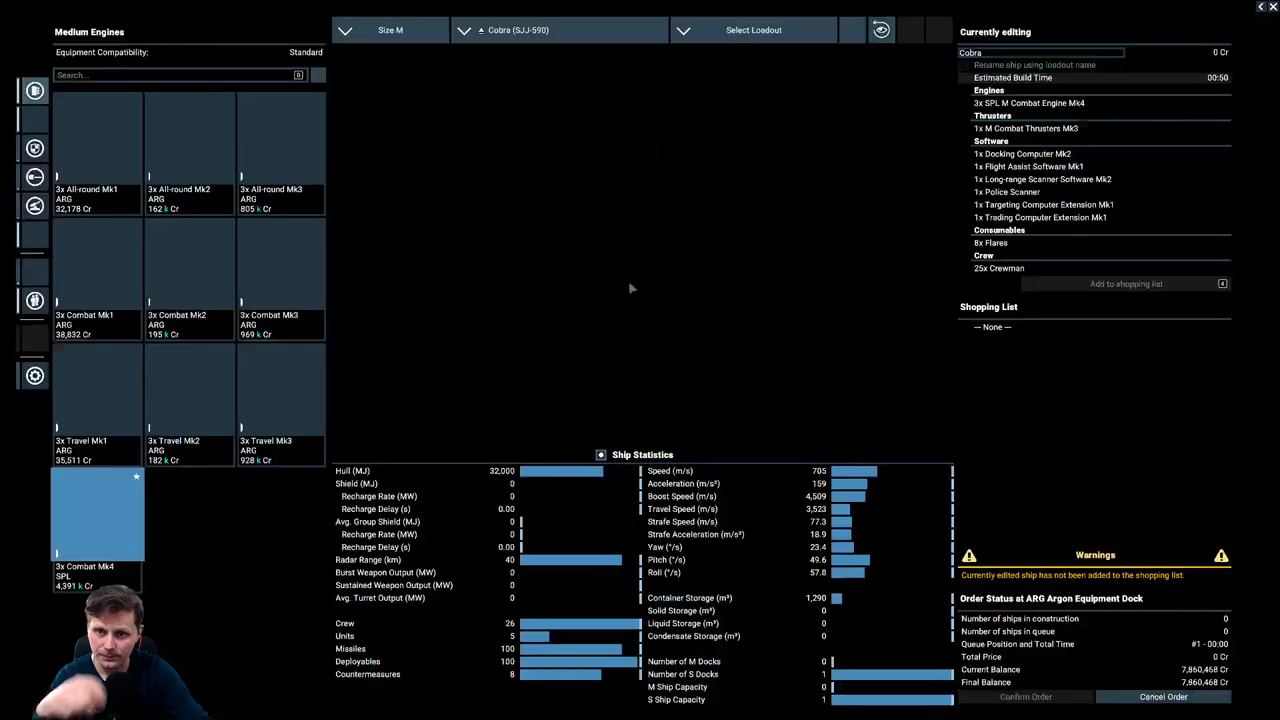 Medium Engines
Equipment Compatibility: Standard
Search...
3x All-round Mk1
ARG
32,178 Cr
3x All-round Mk2
ARG
162 k Cr
3x All-round Mk3
ARG
805 k Cr
3x Combat Mk1
ARG
38,832 Cr
3x Combat Mk2
ARG
195 k Cr
3x Combat Mk3
ARG
969 k Cr
3x Travel Mk1
ARG
35,511 Cr
3x Travel Mk2
ARG
182 k Cr
3x Travel Mk3
ARG
928 k Cr
3x Combat Mk4
SPL
4,391 k Cr
Size M
Cobra (SJJ-590)
Select Loadout
Ship Statistics
Hull (MJ) 32,000
Shield (MJ) 0
Recharge Rate (MW) 0
Recharge Delay (s) 0.00
Avg. Group Shield (MJ) 0
Recharge Rate (MW) 0
Recharge Delay (s) 0.00
Radar Range (km) 40
Burst Weapon Output (MW) 0
Sustained Weapon Output (MW) 0
Avg. Turret Output (MW) 0
Crew 26
Units 5
Missiles 100
Deployables 100
Countermeasures 8
Speed (m/s) 705
Acceleration (m/s²) 159
Boost Speed (m/s) 4,509
Travel Speed (m/s) 3,523
Strafe Speed (m/s) 77.3
Strafe Acceleration (m/s²) 18.9
Yaw (°/s) 23.4
Pitch (°/s) 49.6
Roll (°/s) 57.8
Container Storage (m³) 1,290
Solid Storage (m³) 0
Liquid Storage (m³) 0
Condensate Storage (m³) 0
Number of M Docks 0
Number of S Docks 1
M Ship Capacity 0
S Ship Capacity 1
Currently editing
Cobra 0 Cr
Rename ship using loadout name
Estimated Build Time 00:50
Engines
3x SPL M Combat Engine Mk4
Thrusters
1x M Combat Thrusters Mk3
Software
1x Docking Computer Mk2
1x Flight Assist Software Mk1
1x Long-range Scanner Software Mk2
1x Police Scanner
1x Targeting Computer Extension Mk1
1x Trading Computer Extension Mk1
Consumables
8x Flares
Crew
25x Crewman
Add to shopping list
Shopping List
— None —
Warnings
Currently edited ship has not been added to the shopping list.
Order Status at ARG Argon Equipment Dock
Number of ships in construction 0
Number of ships in queue 0
Queue Position and Total Time #1 - 00:00
Total Price 0 Cr
Current Balance 7,860,468 Cr
Final Balance 7,860,468 Cr
Confirm Order
Cancel Order